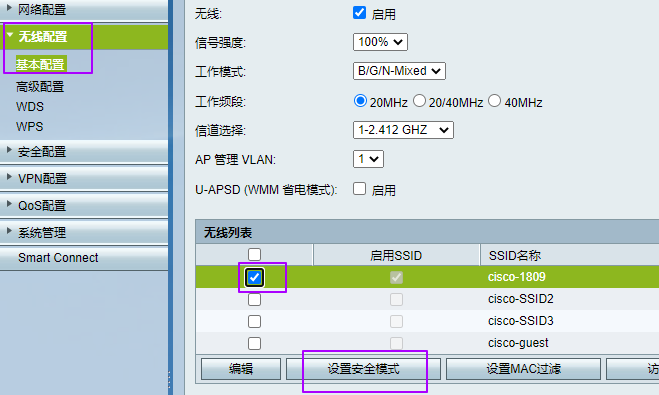 网络配置
无线配置
基本配置
高级配置
WDS
WPS
安全配置
VPN配置
QoS配置
系统管理
Smart Connect
无线: 启用
信号强度: 100%
工作模式: B/G/N-Mixed
工作频段: 20MHz 20/40MHz 40MHz
信道选择: 1-2.412 GHZ
AP 管理 VLAN: 1
U-APSD (WMM 省电模式): 启用
无线列表
启用SSID SSID名称
cisco-1809
cisco-SSID2
cisco-SSID3
cisco-guest
编辑 设置安全模式 设置MAC过滤 访